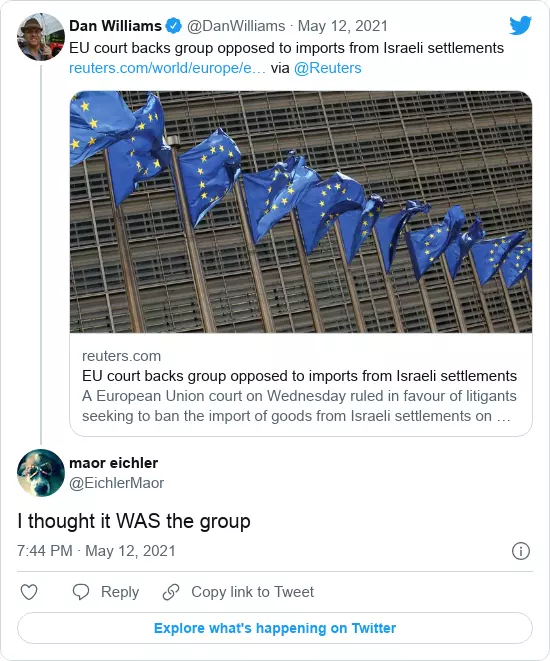 Dan Williams @DanWilliams · May 12, 2021
EU court backs group opposed to imports from Israeli settlements
reuters.com/world/europe/e… via @Reuters
reuters.com
EU court backs group opposed to imports from Israeli settlements
A European Union court on Wednesday ruled in favour of litigants
seeking to ban the import of goods from Israeli settlements on …
maor eichler
@EichlerMaor
I thought it WAS the group
7:44 PM · May 12, 2021
Reply
Copy link to Tweet
Explore what's happening on Twitter